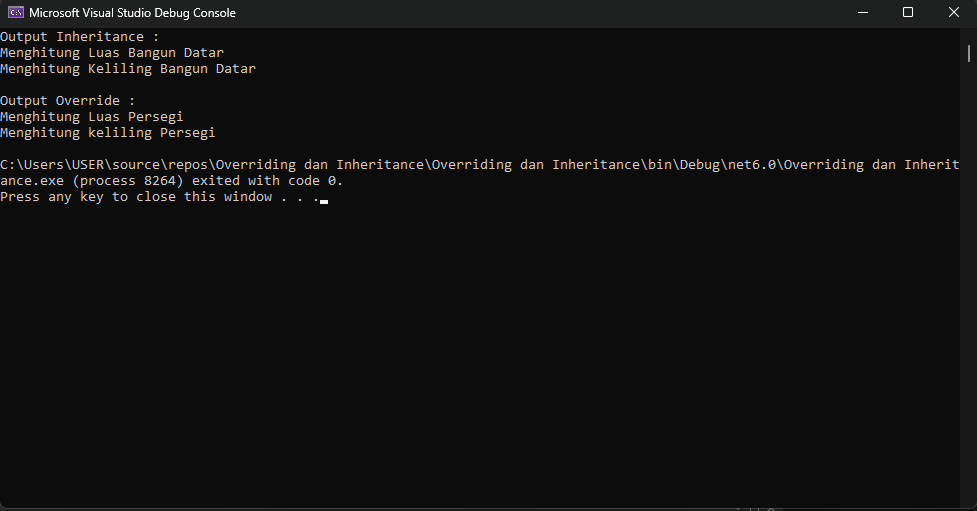 Microsoft Visual Studio Debug Console
Output Inheritance :
Menghitung Luas Bangun Datar
Menghitung Keliling Bangun Datar
Output Override :
Menghitung Luas Persegi
Menghitung keliling Persegi
C:\Users\USER\source\repos\Overriding dan Inheritance\Overriding dan Inheritance\bin\Debug\net6.0\Overriding dan Inherit
ance.exe (process 8264) exited with code 0.
Press any key to close this window . . .